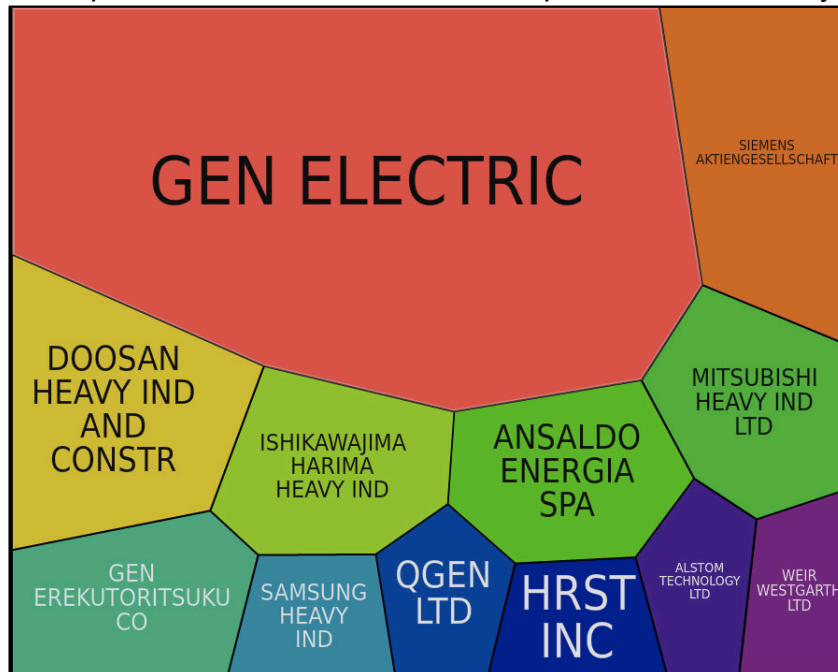 GEN ELECTRIC
SIEMENS
AKTIENGESELLSCHAFT
DOOSAN
HEAVY IND
AND
CONSTR
ISHIKAWAJIMA
HARIMA
HEAVY IND
ANSALDO
ENERGIA
SPA
MITSUBISHI
HEAVY IND
LTD
GEN
EREKUTORITSUKU
CO
SAMSUNG
HEAVY
IND
QGEN
LTD
HRST
INC
ALSTOM
TECHNOLOGY
LTD
WEIR
WESTGARTH
LTD